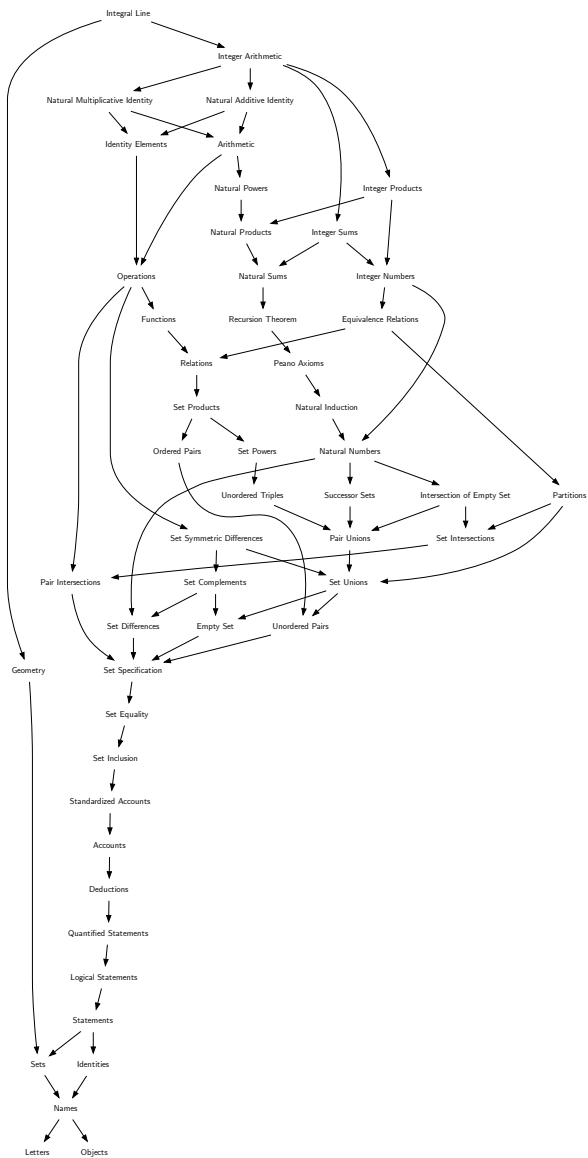 Integral Line
Integer Arithmetic
Natural Multiplicative Identity
Natural Additive Identity
Identity Elements
Arithmetic
Natural Powers
Integer Products
Natural Products
Integer Sums
Operations
Natural Sums
Integer Numbers
Functions
Recursion Theorem
Equivalence Relations
Relations
Peano Axioms
Set Products
Natural Induction
Ordered Pairs
Set Powers
Natural Numbers
Unordered Triples
Successor Sets
Intersection of Empty Set
Partitions
Set Symmetric Differences
Pair Unions
Set Intersections
Pair Intersections
Set Complements
Set Unions
Set Differences
Empty Set
Unordered Pairs
Geometry
Set Specification
Set Equality
Set Inclusion
Standardized Accounts
Accounts
Deductions
Quantified Statements
Logical Statements
Statements
Sets
Identities
Names
Letters
Objects